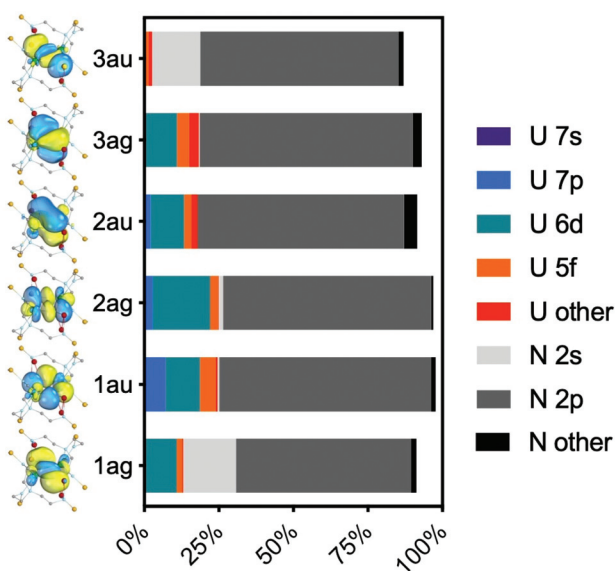 3au
3ag
2au
2ag
1au
1ag
0%
25%
50%
75%
100%
U 7s
U 7p
U 6d
U 5f
U other
N 2s
N 2p
N other